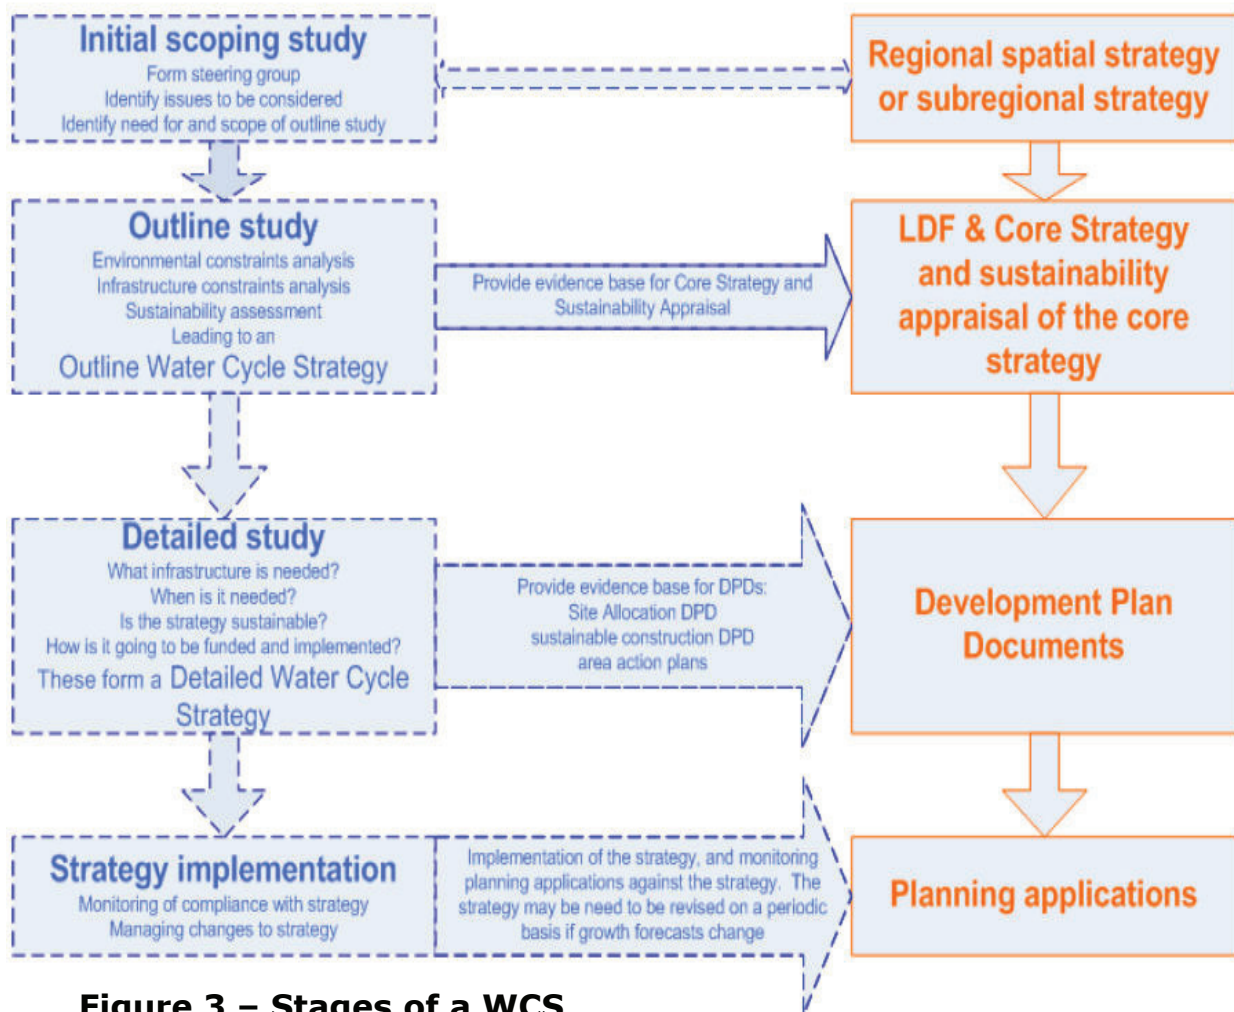 Initial scoping study
Form steering group
Identify issues to be considered
Identify need for and scope of outline study
Regional spatial strategy
or subregional strategy
Outline study
Environmental constraints analysis
Infrastructure constraints analysis
Sustainability assessment
Leading to an
Outline Water Cycle Strategy
Provide evidence base for Core Strategy and
Sustainability Appraisal
LDF & Core Strategy
and sustainability
appraisal of the core
strategy
Detailed study
What infrastructure is needed?
When is it needed?
Is the strategy sustainable?
How is it going to be funded and implemented?
These form a Detailed Water Cycle
Strategy
Provide evidence base for DPDs:
Site Allocation DPD
sustainable construction DPD
area action plans
Development Plan
Documents
Strategy implementation
Monitoring of compliance with strategy
Managing changes to strategy
Implementation of the strategy, and monitoring
planning applications against the strategy. The
strategy may be need to be revised on a periodic
basis if growth forecasts change
Planning applications
Figure 3 – Stages of a WCS